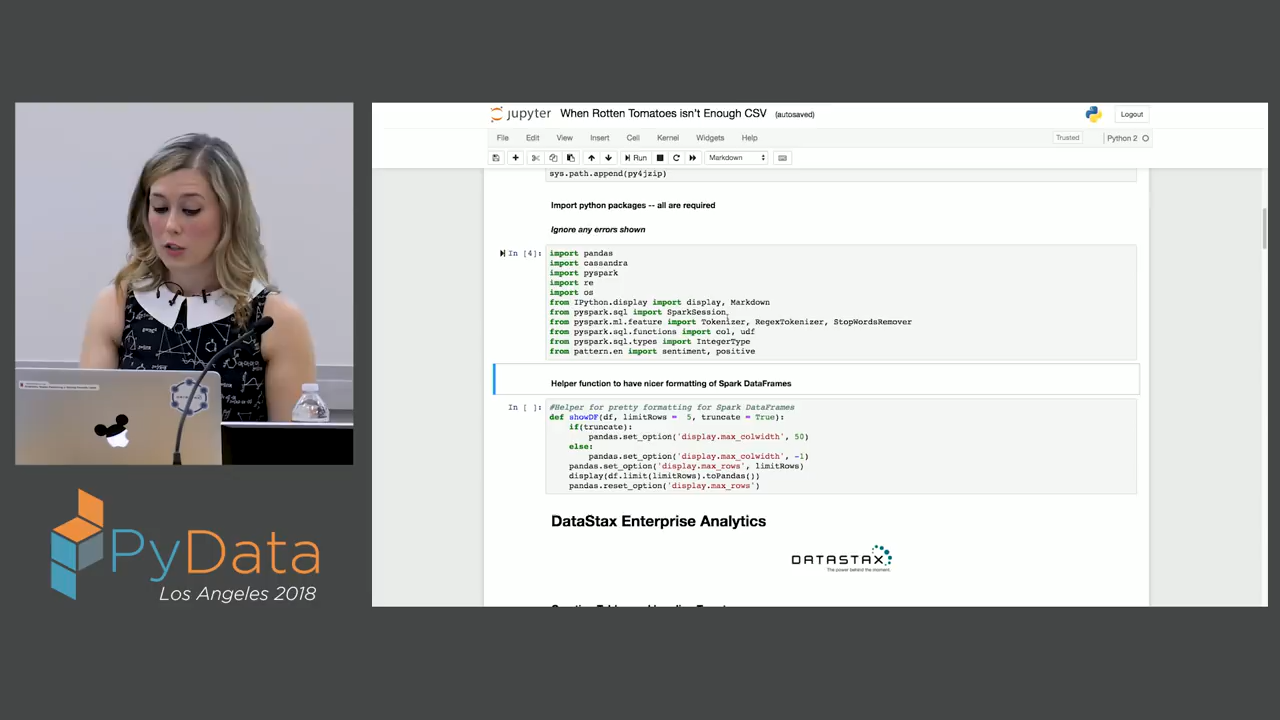 jupyter When Rotten Tomatoes isn't Enough CSV (autosaved)
Logout
File Edit View Insert Cell Kernel Widgets Help
Trusted
Python 2
Run
Markdown
sys.path.append(py4jzip)
Import python packages -- all are required
Ignore any errors shown
In [4]:
import pandas
import cassandra
import pyspark
import re
import os
from IPython.display import display, Markdown
from pyspark.sql import SparkSession
from pyspark.ml.feature import Tokenizer, RegexTokenizer, StopWordsRemover
from pyspark.sql.functions import col, udf
from pyspark.sql.types import IntegerType
from pattern.en import sentiment, positive
Helper function to have nicer formatting of Spark DataFrames
In [ ]:
#Helper for pretty formatting for Spark DataFrames
def showDF(df, limitRows = 5, truncate = True):
if(truncate):
pandas.set_option('display.max_colwidth', 50)
else:
pandas.set_option('display.max_colwidth', -1)
pandas.set_option('display.max_rows', limitRows)
display(df.limit(limitRows).toPandas())
pandas.reset_option('display.max_rows')
DataStax Enterprise Analytics
DATASTAX
The power behind the moment.
PyData
Los Angeles 2018